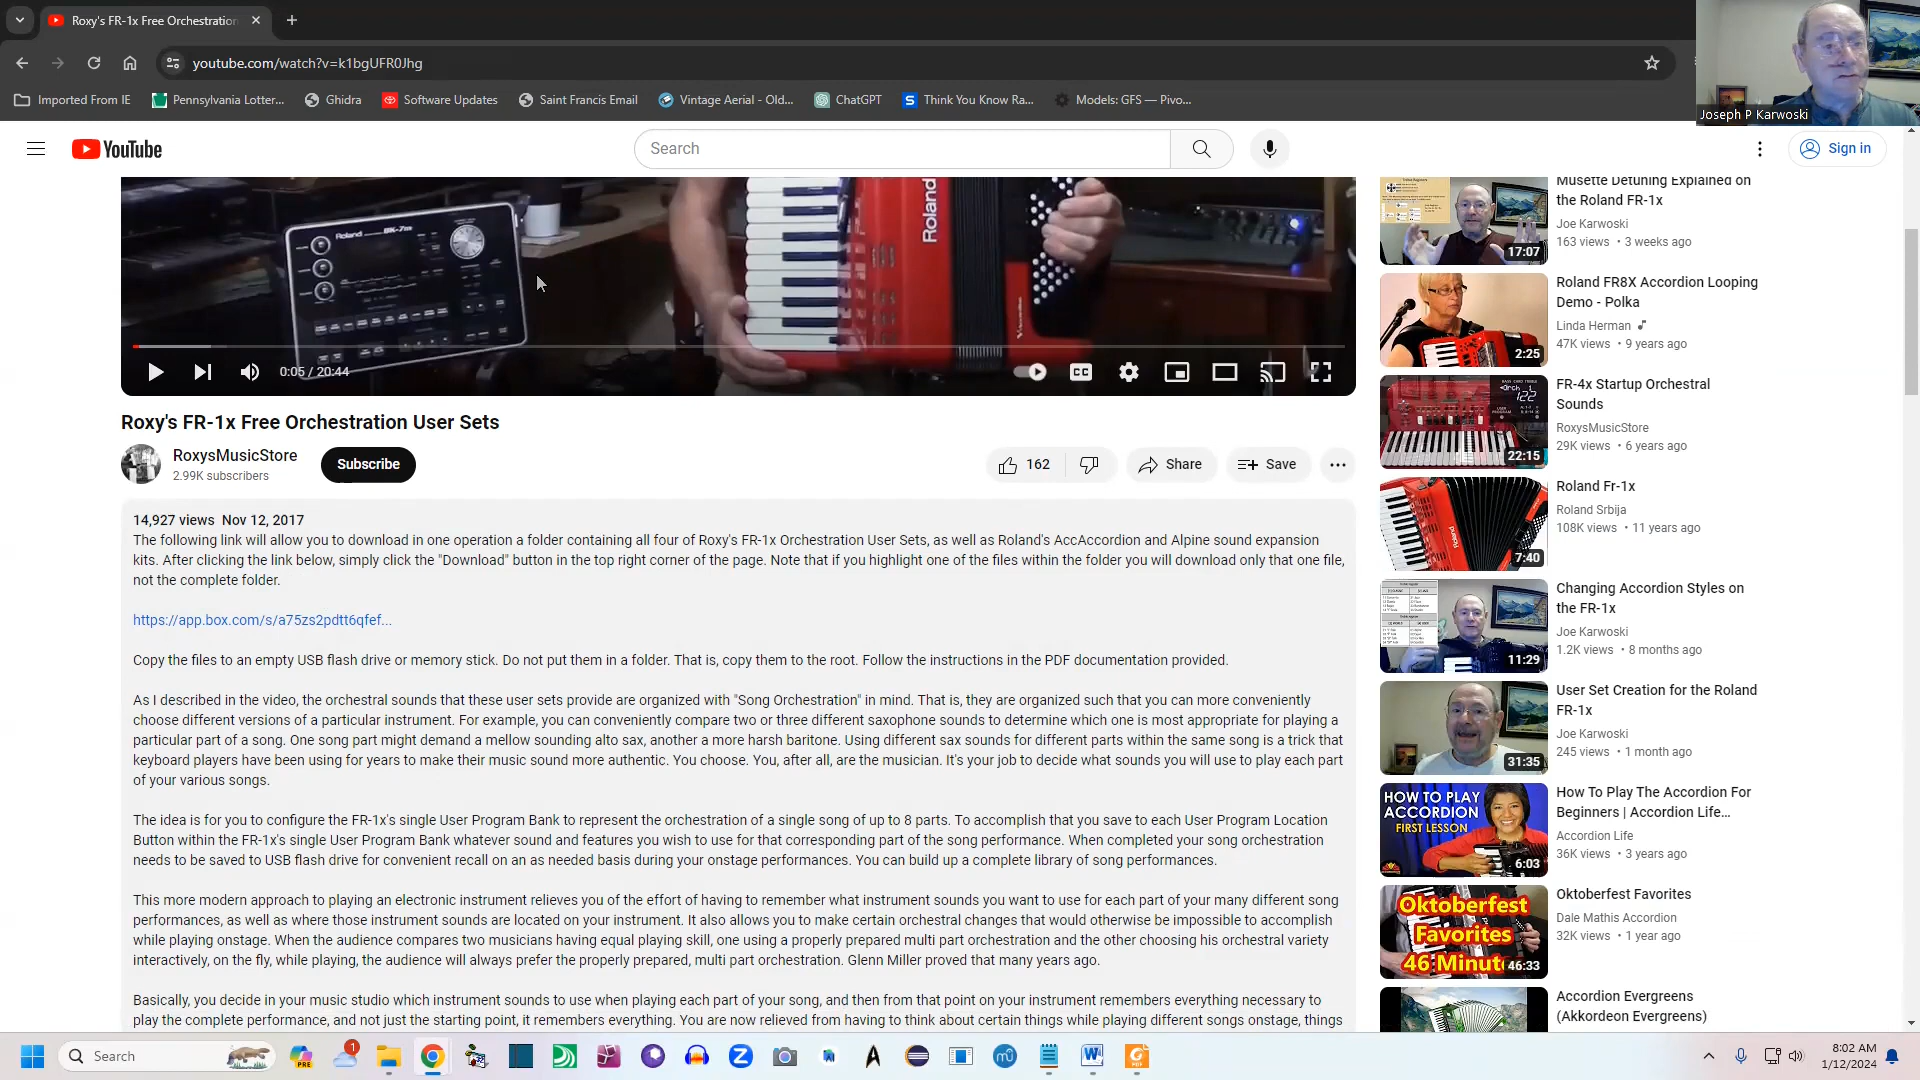 Roxy's FR-1x Free Orchestration
youtube.com/watch?v=k1bgUFR0Jhg
Imported From IE
Pennsylvania Lotter...
Ghidra
Software Updates
Saint Francis Email
Vintage Aerial - Old...
ChatGPT
Think You Know Ra...
Models: GFS — Pivo...
Joseph P Karwoski
YouTube
Search
Sign in
Roland
BK-7m
Roland
0:05 / 20:44
CC
Roxy's FR-1x Free Orchestration User Sets
RoxysMusicStore
2.99K subscribers
Subscribe
162
Share
Save
14,927 views Nov 12, 2017
The following link will allow you to download in one operation a folder containing all four of Roxy's FR-1x Orchestration User Sets, as well as Roland's AccAccordion and Alpine sound expansion
kits. After clicking the link below, simply click the "Download" button in the top right corner of the page. Note that if you highlight one of the files within the folder you will download only that one file,
not the complete folder.
https://app.box.com/s/a75zs2pdtt6qfef...
Copy the files to an empty USB flash drive or memory stick. Do not put them in a folder. That is, copy them to the root. Follow the instructions in the PDF documentation provided.
As I described in the video, the orchestral sounds that these user sets provide are organized with "Song Orchestration" in mind. That is, they are organized such that you can more conveniently
choose different versions of a particular instrument. For example, you can conveniently compare two or three different saxophone sounds to determine which one is most appropriate for playing a
particular part of a song. One song part might demand a mellow sounding alto sax, another a more harsh baritone. Using different sax sounds for different parts within the same song is a trick that
keyboard players have been using for years to make their music sound more authentic. You choose. You, after all, are the musician. It's your job to decide what sounds you will use to play each part
of your various songs.
The idea is for you to configure the FR-1x's single User Program Bank to represent the orchestration of a single song of up to 8 parts. To accomplish that you save to each User Program Location
Button within the FR-1x's single User Program Bank whatever sound and features you wish to use for that corresponding part of the song performance. When completed your song orchestration
needs to be saved to USB flash drive for convenient recall on an as needed basis during your onstage performances. You can build up a complete library of song performances.
This more modern approach to playing an electronic instrument relieves you of the effort of having to remember what instrument sounds you want to use for each part of your many different song
performances, as well as where those instrument sounds are located on your instrument. It also allows you to make certain orchestral changes that would otherwise be impossible to accomplish
while playing onstage. When the audience compares two musicians having equal playing skill, one using a properly prepared multi part orchestration and the other choosing his orchestral variety
interactively, on the fly, while playing, the audience will always prefer the properly prepared, multi part orchestration. Glenn Miller proved that many years ago.
Basically, you decide in your music studio which instrument sounds to use when playing each part of your song, and then from that point on your instrument remembers everything necessary to
play the complete performance, and not just the starting point, it remembers everything. You are now relieved from having to think about certain things while playing different songs onstage, things
Musette Detuning Explained on
the Roland FR-1x
Joe Karwoski
163 views • 3 weeks ago
17:07
Roland FR8X Accordion Looping
Demo - Polka
Linda Herman
47K views • 9 years ago
2:25
FR-4x Startup Orchestral
Sounds
RoxysMusicStore
29K views • 6 years ago
22:15
Roland Fr-1x
Roland Srbija
108K views • 11 years ago
7:40
Changing Accordion Styles on
the FR-1x
Joe Karwoski
1.2K views • 8 months ago
11:29
User Set Creation for the Roland
FR-1x
Joe Karwoski
245 views • 1 month ago
31:35
HOW TO PLAY
ACCORDION
FIRST LESSON
6:03
How To Play The Accordion For
Beginners | Accordion Life...
Accordion Life
36K views • 3 years ago
Oktoberfest
Favorites
46 Minut
46:33
Oktoberfest Favorites
Dale Mathis Accordion
32K views • 1 year ago
Accordion Evergreens
(Akkordeon Evergreens)
Search
PRE
1
8:02 AM
1/12/2024